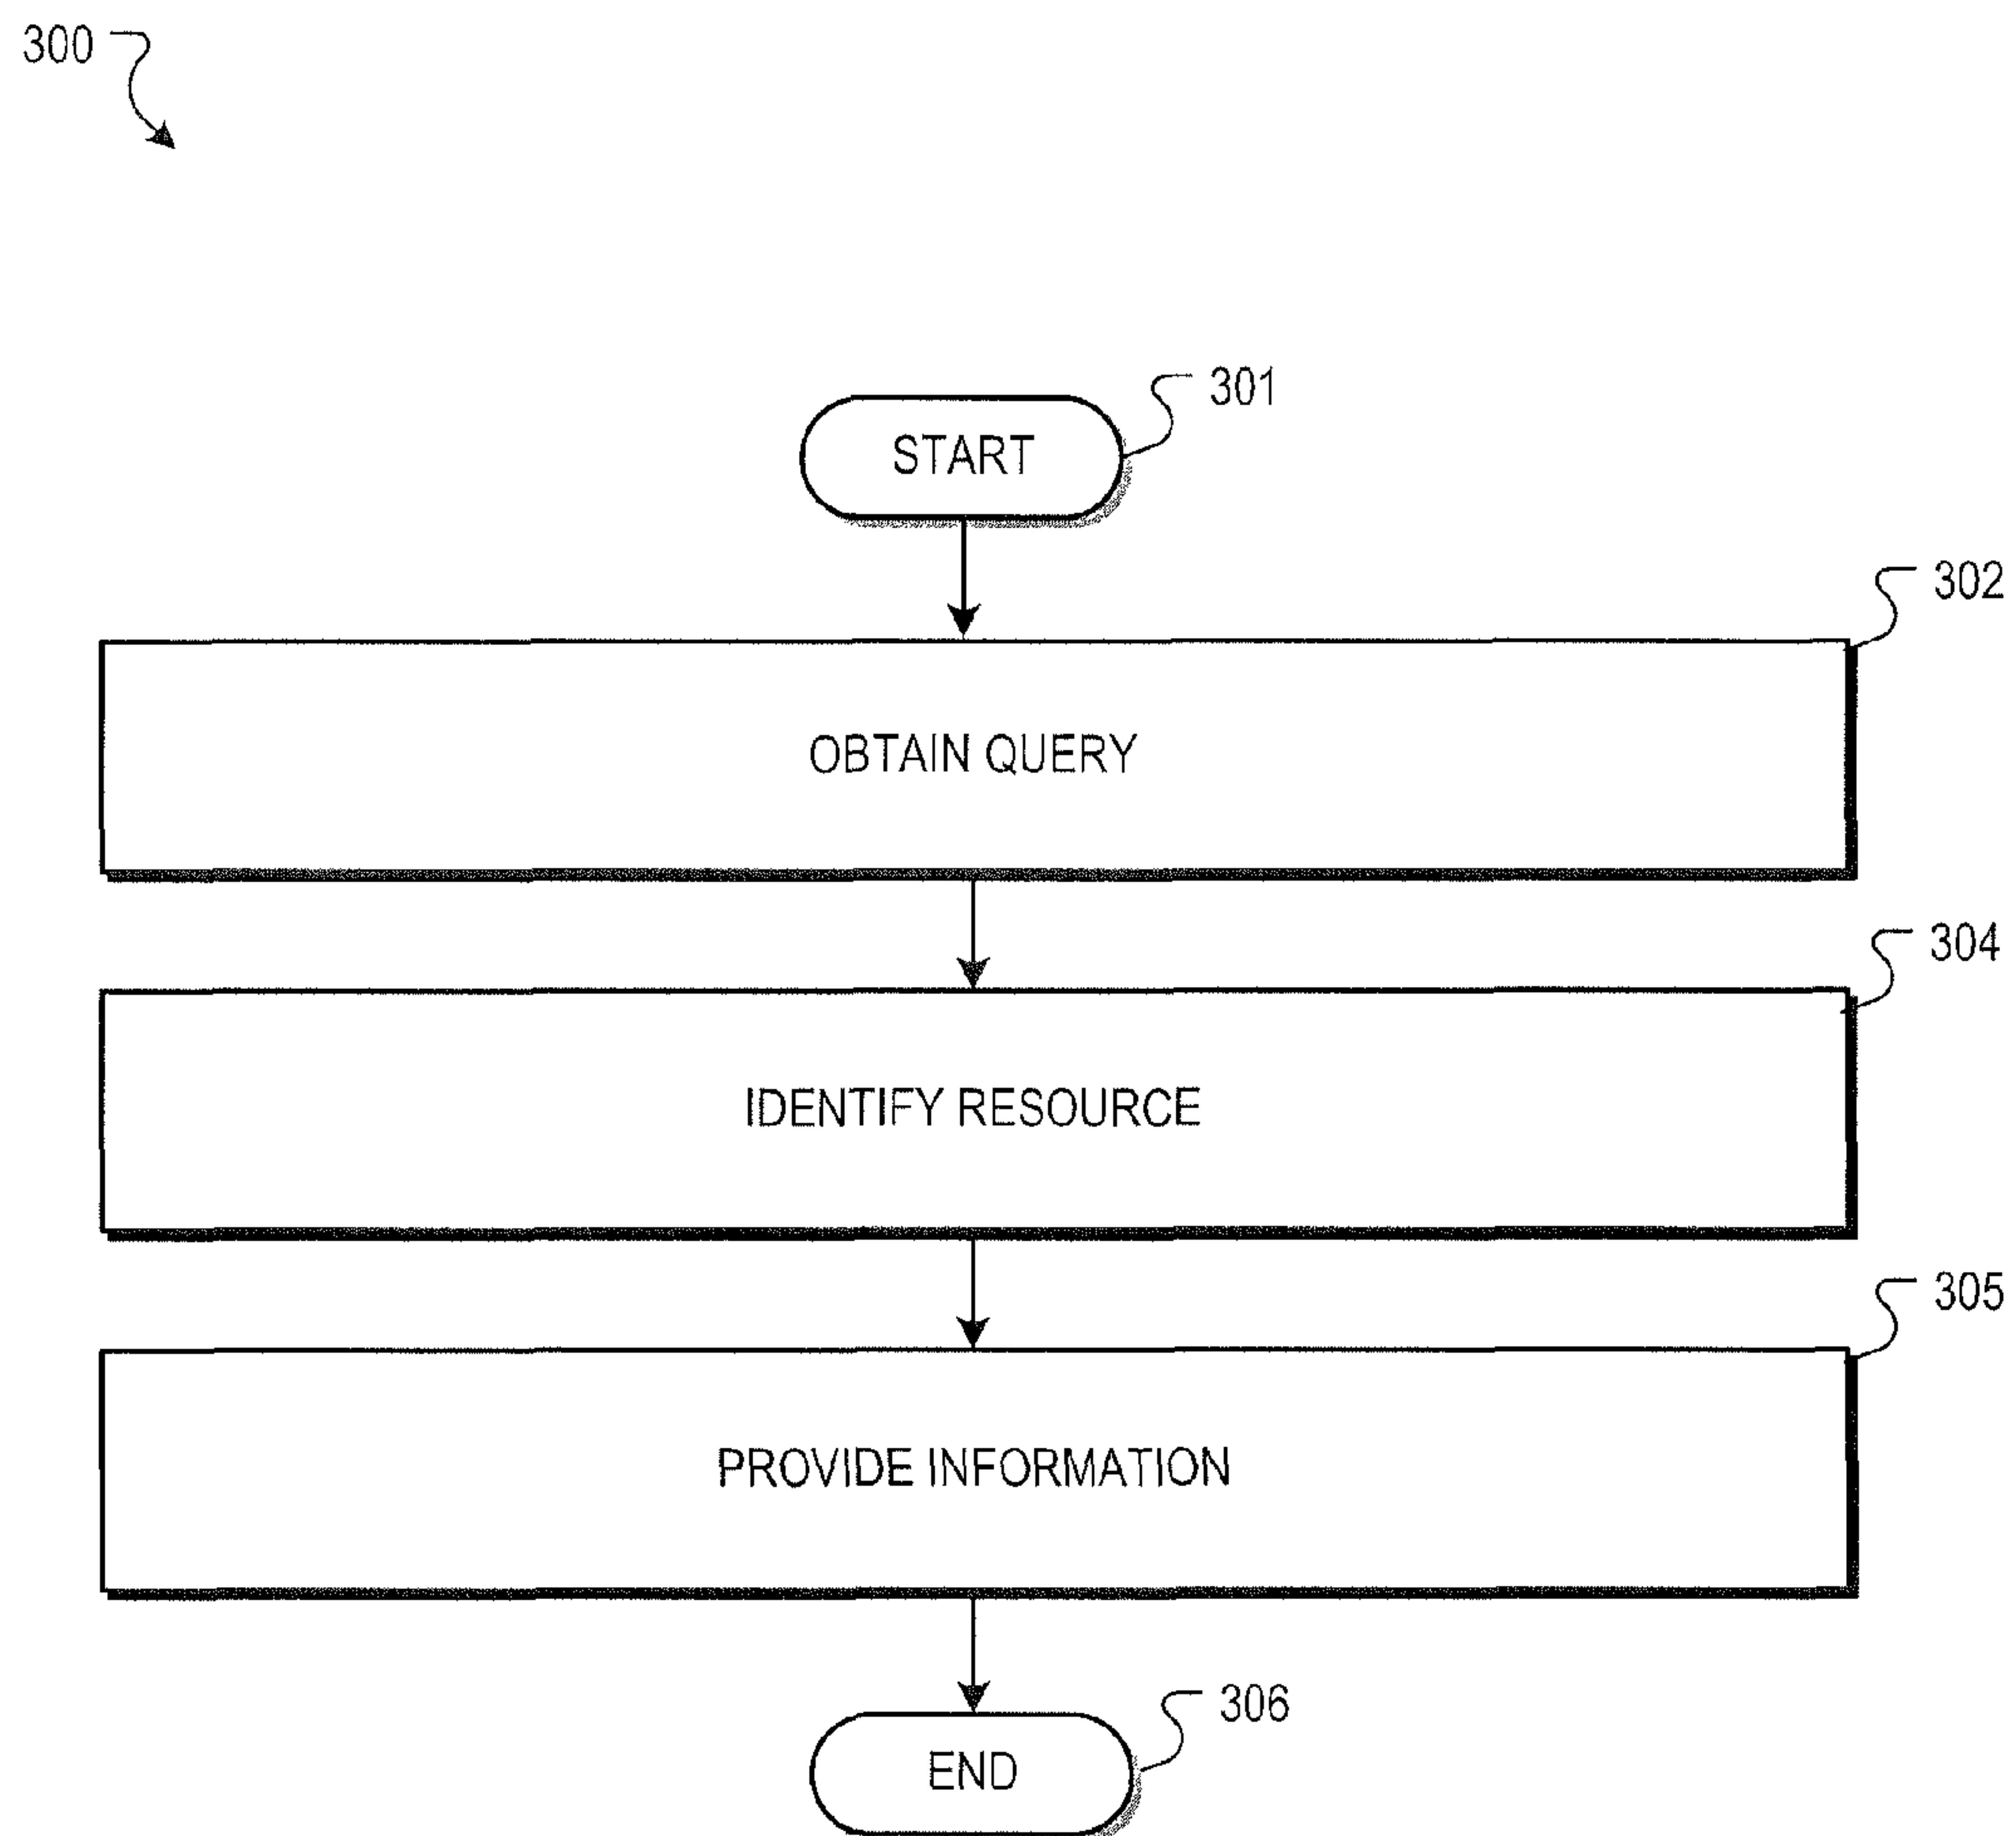 300
301
START
302
OBTAIN QUERY
304
IDENTIFY RESOURCE
305
PROVIDE INFORMATION
306
END